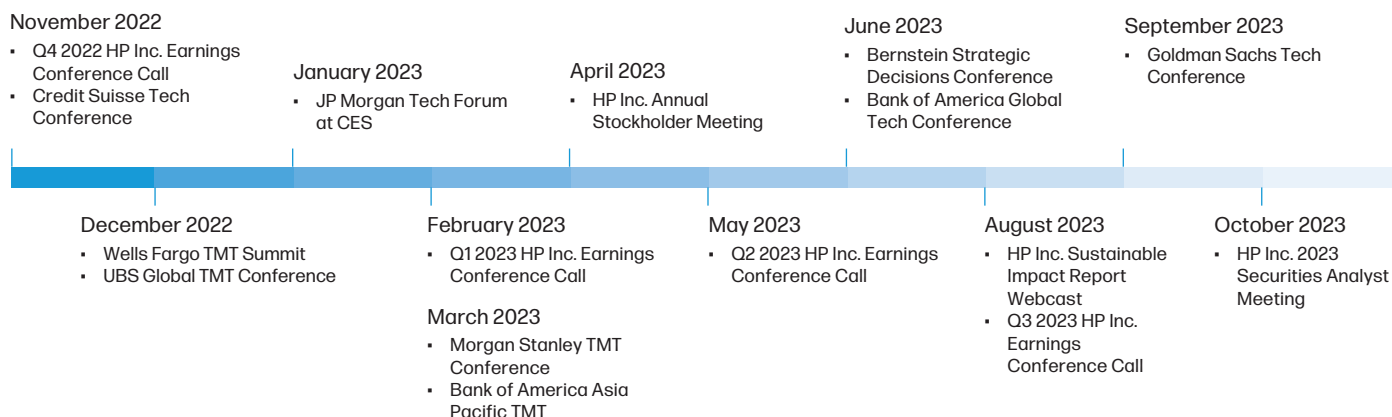 November 2022
▪ Q4 2022 HP Inc. Earnings
Conference Call
▪ Credit Suisse Tech
Conference
December 2022
▪ Wells Fargo TMT Summit
▪ UBS Global TMT Conference
January 2023
▪ JP Morgan Tech Forum
at CES
February 2023
▪ Q1 2023 HP Inc. Earnings
Conference Call
March 2023
▪ Morgan Stanley TMT
Conference
▪ Bank of America Asia
Pacific TMT
April 2023
▪ HP Inc. Annual
Stockholder Meeting
May 2023
▪ Q2 2023 HP Inc. Earnings
Conference Call
June 2023
▪ Bernstein Strategic
Decisions Conference
▪ Bank of America Global
Tech Conference
August 2023
▪ HP Inc. Sustainable
Impact Report
Webcast
▪ Q3 2023 HP Inc.
Earnings
Conference Call
September 2023
▪ Goldman Sachs Tech
Conference
October 2023
▪ HP Inc. 2023
Securities Analyst
Meeting